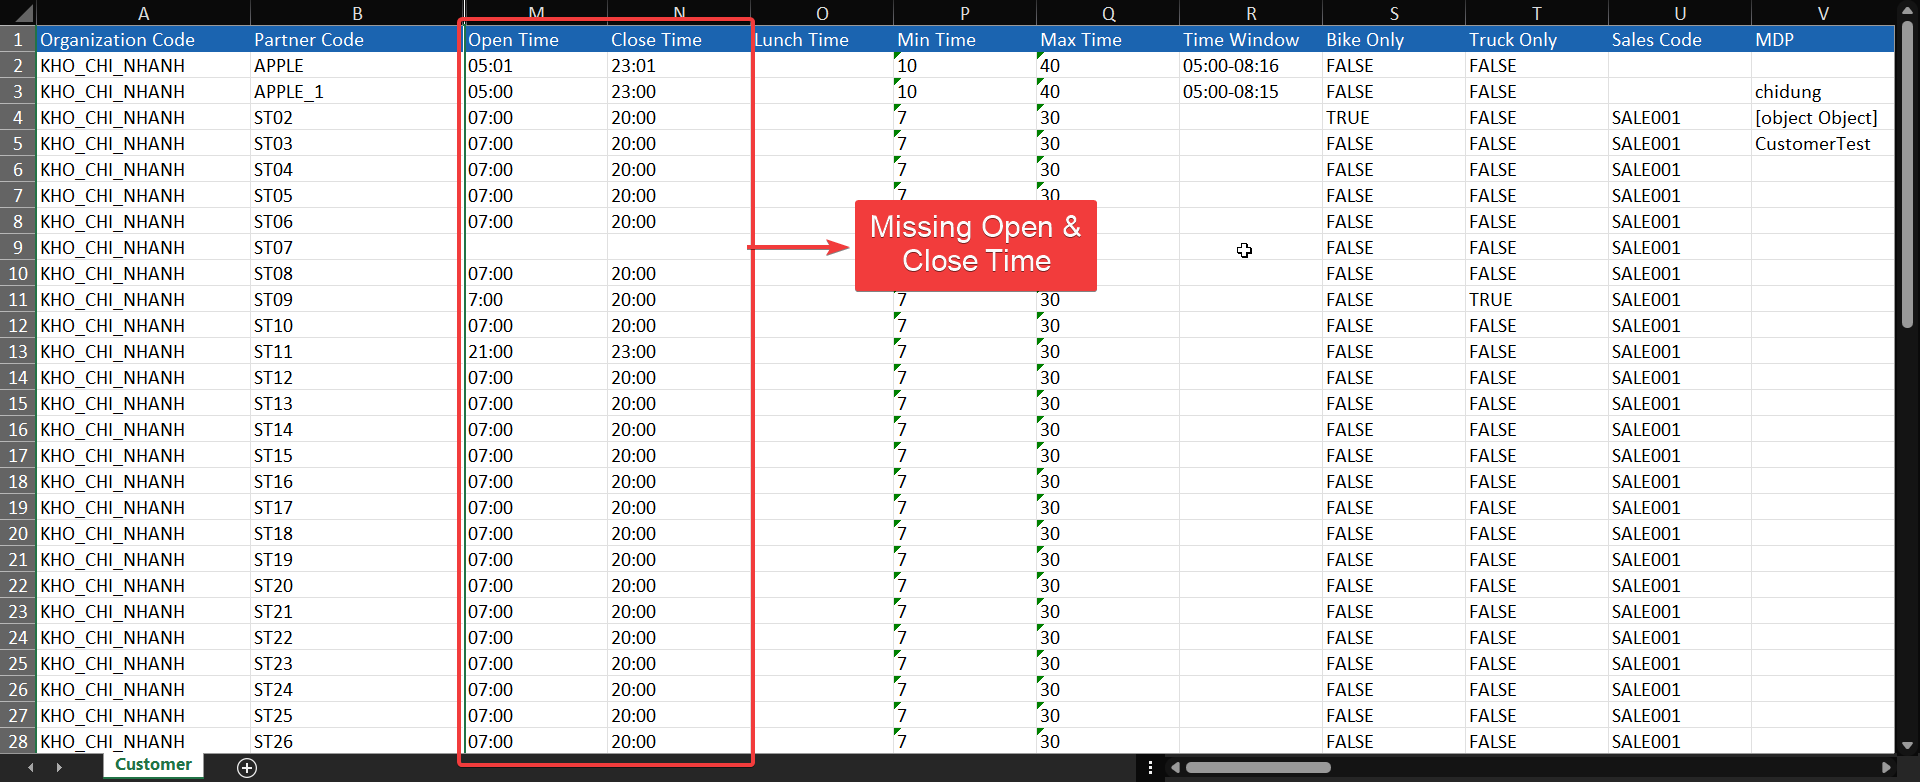 A B M N O P Q R S T U V
1 Organization Code Partner Code Open Time Close Time Lunch Time Min Time Max Time Time Window Bike Only Truck Only Sales Code MDP
2 KHO_CHI_NHANH APPLE 05:01 23:01 10 40 05:00-08:16 FALSE FALSE
3 KHO_CHI_NHANH APPLE_1 05:00 23:00 10 40 05:00-08:15 FALSE FALSE chidung
4 KHO_CHI_NHANH ST02 07:00 20:00 7 30 TRUE FALSE SALE001 [object Object]
5 KHO_CHI_NHANH ST03 07:00 20:00 7 30 FALSE FALSE SALE001 CustomerTest
6 KHO_CHI_NHANH ST04 07:00 20:00 7 30 FALSE FALSE SALE001
7 KHO_CHI_NHANH ST05 07:00 20:00 7 30 FALSE FALSE SALE001
8 KHO_CHI_NHANH ST06 07:00 20:00 FALSE FALSE SALE001
Missing Open &
Close Time
9 KHO_CHI_NHANH ST07 FALSE FALSE SALE001
10 KHO_CHI_NHANH ST08 07:00 20:00 FALSE FALSE SALE001
11 KHO_CHI_NHANH ST09 7:00 20:00 7 30 FALSE TRUE SALE001
12 KHO_CHI_NHANH ST10 07:00 20:00 7 30 FALSE FALSE SALE001
13 KHO_CHI_NHANH ST11 21:00 23:00 7 30 FALSE FALSE SALE001
14 KHO_CHI_NHANH ST12 07:00 20:00 7 30 FALSE FALSE SALE001
15 KHO_CHI_NHANH ST13 07:00 20:00 7 30 FALSE FALSE SALE001
16 KHO_CHI_NHANH ST14 07:00 20:00 7 30 FALSE FALSE SALE001
17 KHO_CHI_NHANH ST15 07:00 20:00 7 30 FALSE FALSE SALE001
18 KHO_CHI_NHANH ST16 07:00 20:00 7 30 FALSE FALSE SALE001
19 KHO_CHI_NHANH ST17 07:00 20:00 7 30 FALSE FALSE SALE001
20 KHO_CHI_NHANH ST18 07:00 20:00 7 30 FALSE FALSE SALE001
21 KHO_CHI_NHANH ST19 07:00 20:00 7 30 FALSE FALSE SALE001
22 KHO_CHI_NHANH ST20 07:00 20:00 7 30 FALSE FALSE SALE001
23 KHO_CHI_NHANH ST21 07:00 20:00 7 30 FALSE FALSE SALE001
24 KHO_CHI_NHANH ST22 07:00 20:00 7 30 FALSE FALSE SALE001
25 KHO_CHI_NHANH ST23 07:00 20:00 7 30 FALSE FALSE SALE001
26 KHO_CHI_NHANH ST24 07:00 20:00 7 30 FALSE FALSE SALE001
27 KHO_CHI_NHANH ST25 07:00 20:00 7 30 FALSE FALSE SALE001
28 KHO_CHI_NHANH ST26 07:00 20:00 7 30 FALSE FALSE SALE001
Customer